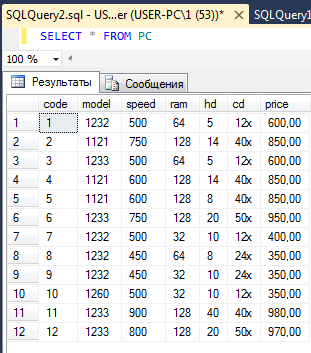 SQLQuery2.sql - US...er (USER-PC\1 (53))* SQLQuery1
SELECT * FROM PC
100 %
Результаты Сообщения
code model speed ram hd cd price
1 1 1232 500 64 5 12x 600,00
2 2 1121 750 128 14 40x 850,00
3 3 1233 500 64 5 12x 600,00
4 4 1121 600 128 14 40x 850,00
5 5 1121 600 128 8 40x 850,00
6 6 1233 750 128 20 50x 950,00
7 7 1232 500 32 10 12x 400,00
8 8 1232 450 64 8 24x 350,00
9 9 1232 450 32 10 24x 350,00
10 10 1260 500 32 10 12x 350,00
11 11 1233 900 128 40 40x 980,00
12 12 1233 800 128 20 50x 970,00